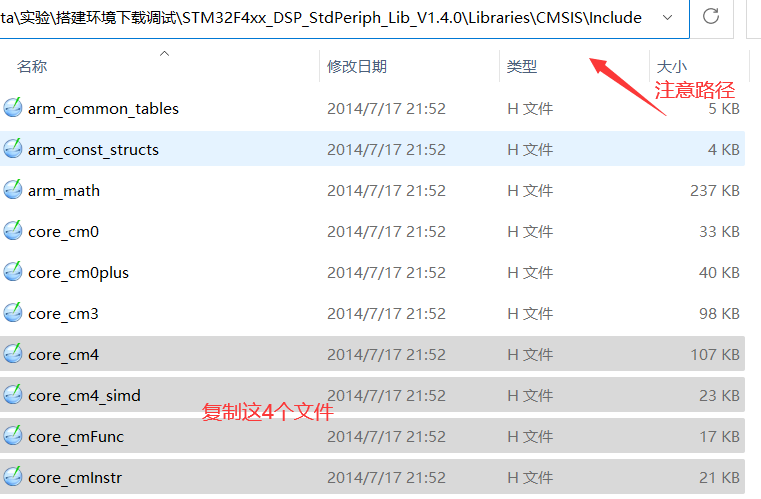 ta\实验\搭建环境下载调试\STM32F4xx_DSP_StdPeriph_Lib_V1.4.0\Libraries\CMSIS\Include
名称 修改日期 类型 大小
注意路径
arm_common_tables 2014/7/17 21:52 H 文件 5 KB
arm_const_structs 2014/7/17 21:52 H 文件 4 KB
arm_math 2014/7/17 21:52 H 文件 237 KB
core_cm0 2014/7/17 21:52 H 文件 33 KB
core_cm0plus 2014/7/17 21:52 H 文件 40 KB
core_cm3 2014/7/17 21:52 H 文件 98 KB
core_cm4 2014/7/17 21:52 H 文件 107 KB
core_cm4_simd 2014/7/17 21:52 H 文件 23 KB
复制这4个文件
core_cmFunc 2014/7/17 21:52 H 文件 17 KB
core_cmInstr 2014/7/17 21:52 H 文件 21 KB